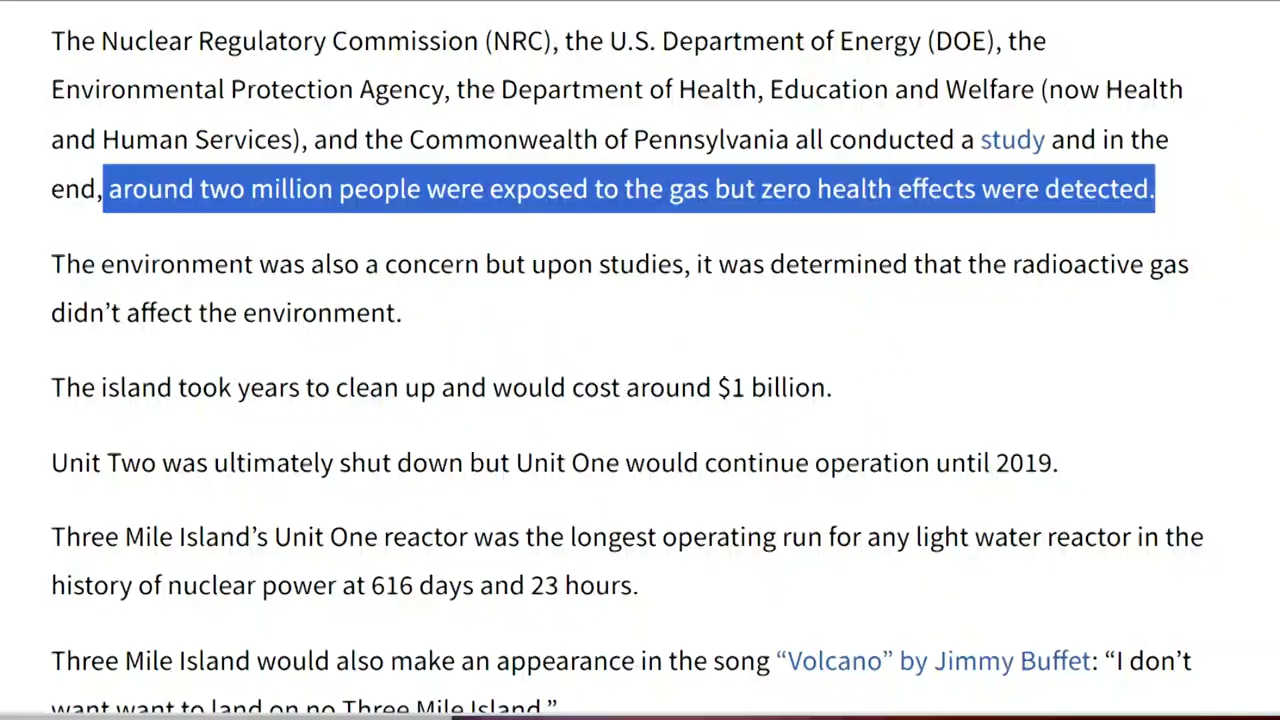 The Nuclear Regulatory Commission (NRC), the U.S. Department of Energy (DOE), the
Environmental Protection Agency, the Department of Health, Education and Welfare (now Health
and Human Services), and the Commonwealth of Pennsylvania all conducted a study and in the
end, around two million people were exposed to the gas but zero health effects were detected.
The environment was also a concern but upon studies, it was determined that the radioactive gas
didn’t affect the environment.
The island took years to clean up and would cost around $1 billion.
Unit Two was ultimately shut down but Unit One would continue operation until 2019.
Three Mile Island’s Unit One reactor was the longest operating run for any light water reactor in the
history of nuclear power at 616 days and 23 hours.
Three Mile Island would also make an appearance in the song “Volcano” by Jimmy Buffet: “I don’t
want want to land on no Three Mile Island.”